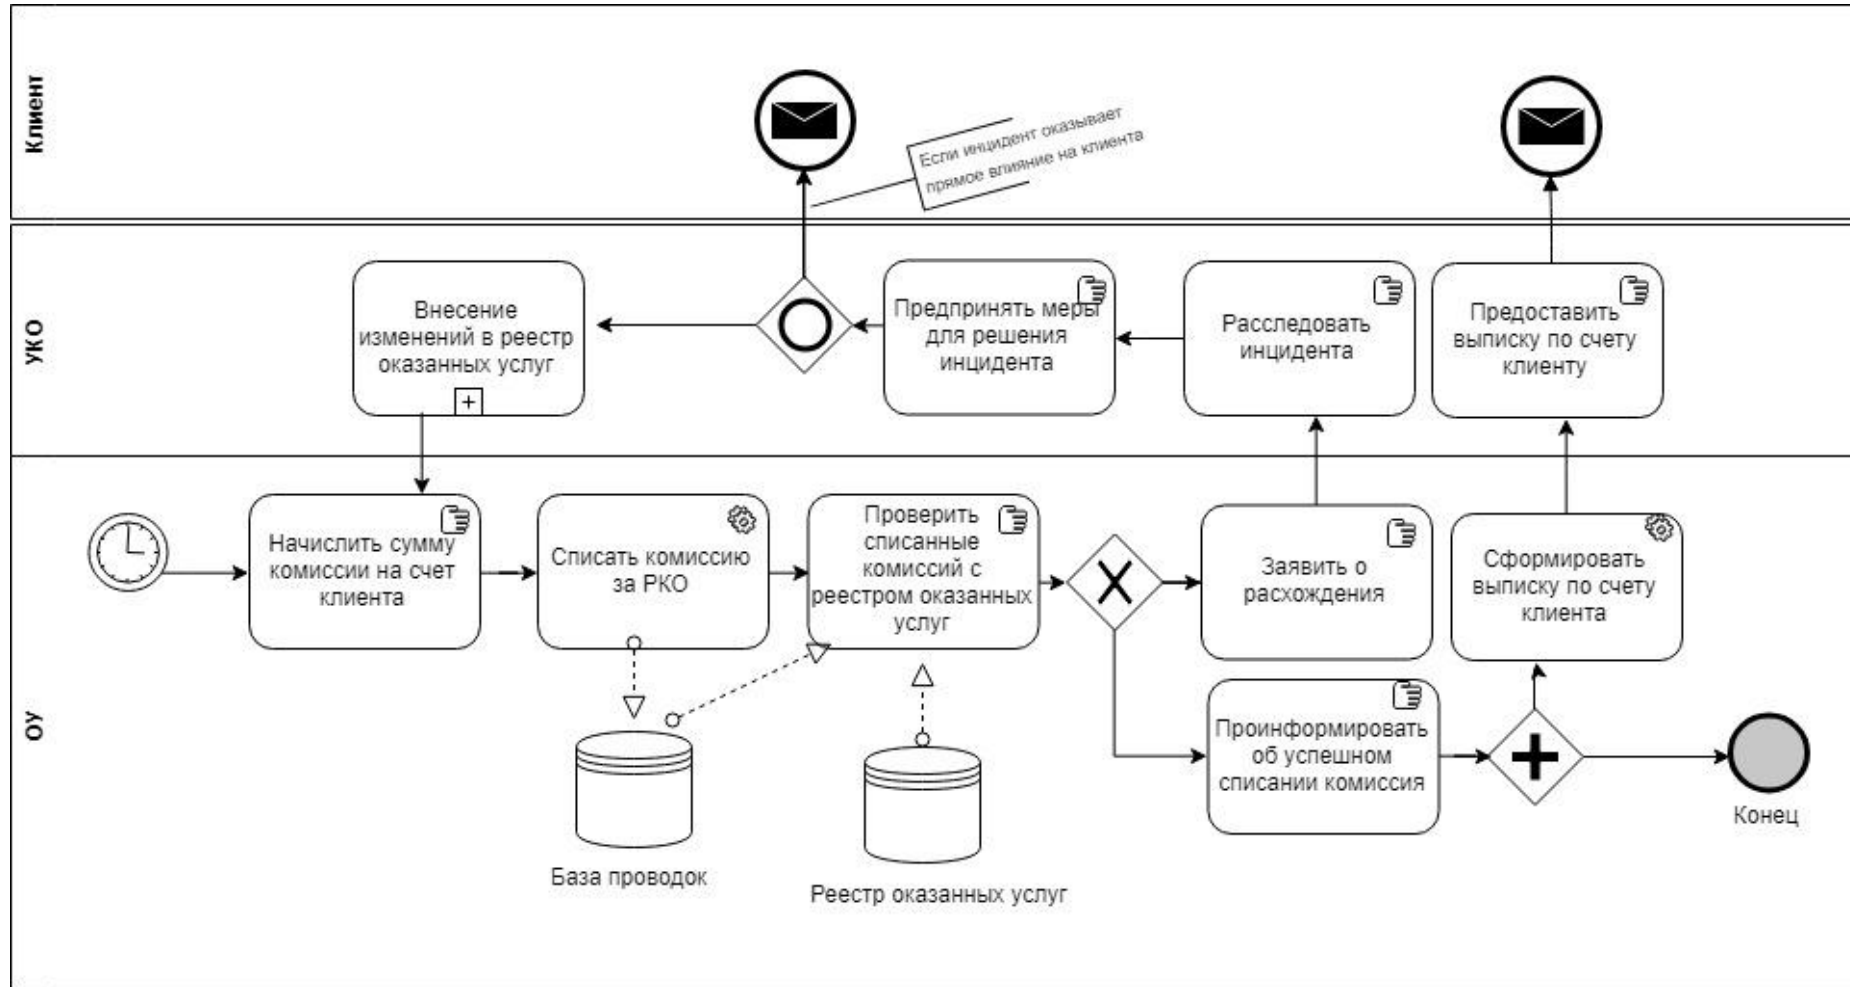 Клиент
Если инцидент оказывает
прямое влияние на клиента
УКО
Внесение
изменений в реестр
оказанных услуг
Предпринять меры
для решения
инцидента
Расследовать
инцидента
Предоставить
выписку по счету
клиенту
ОУ
Начислить сумму
комиссии на счет
клиента
Списать комиссию
за РКО
Проверить
списанные
комиссий с
реестром оказанных
услуг
Заявить о
расхождения
Сформировать
выписку по счету
клиента
Проинформировать
об успешном
списании комиссия
Конец
База проводок
Реестр оказанных услуг